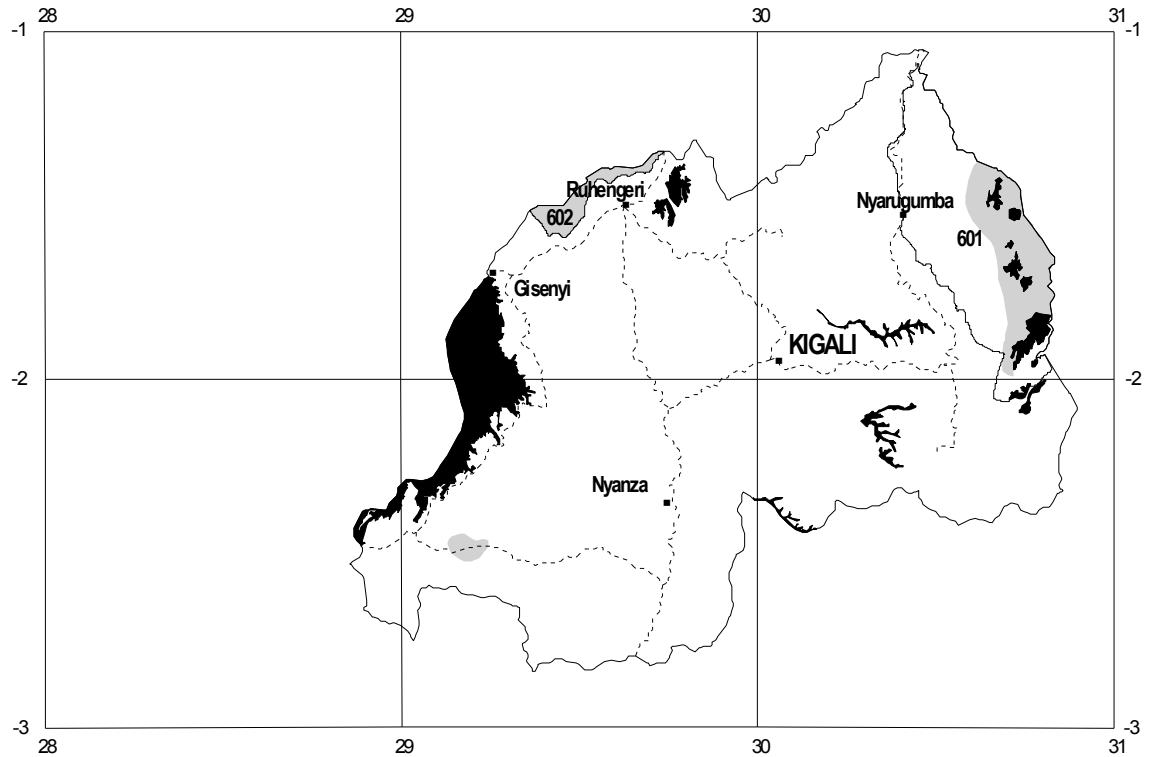 28 29 30 31
-1 -1
Ruhengeri
Nyarugumba
602
601
Gisenyi
KIGALI
-2 -2
Nyanza
-3 -3
28 29 30 31